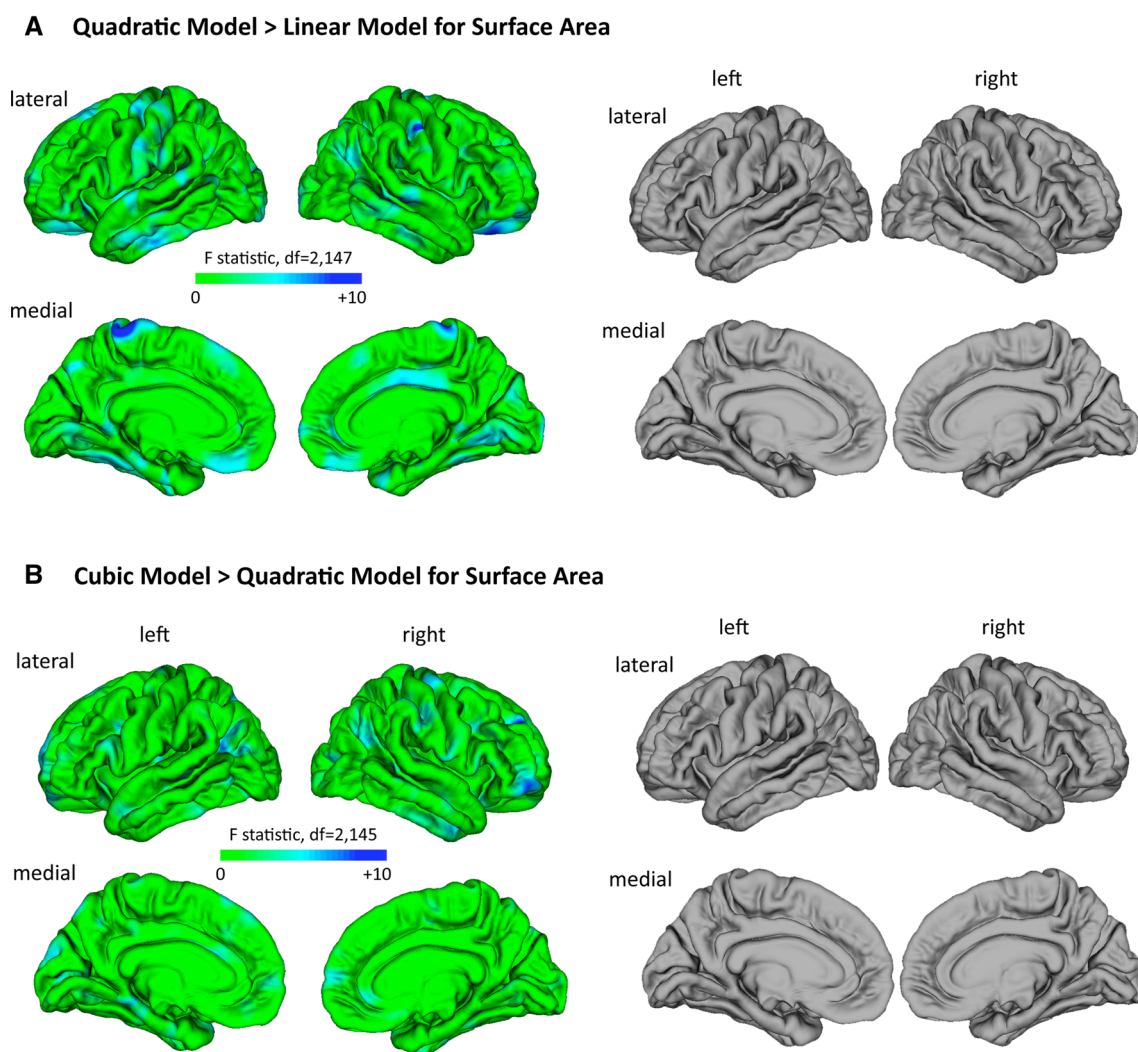 A Quadratic Model > Linear Model for Surface Area
left right
lateral
lateral
F statistic, df=2,147
0 +10
medial
medial
B Cubic Model > Quadratic Model for Surface Area
left right
left right
lateral
lateral
F statistic, df=2,145
0 +10
medial
medial